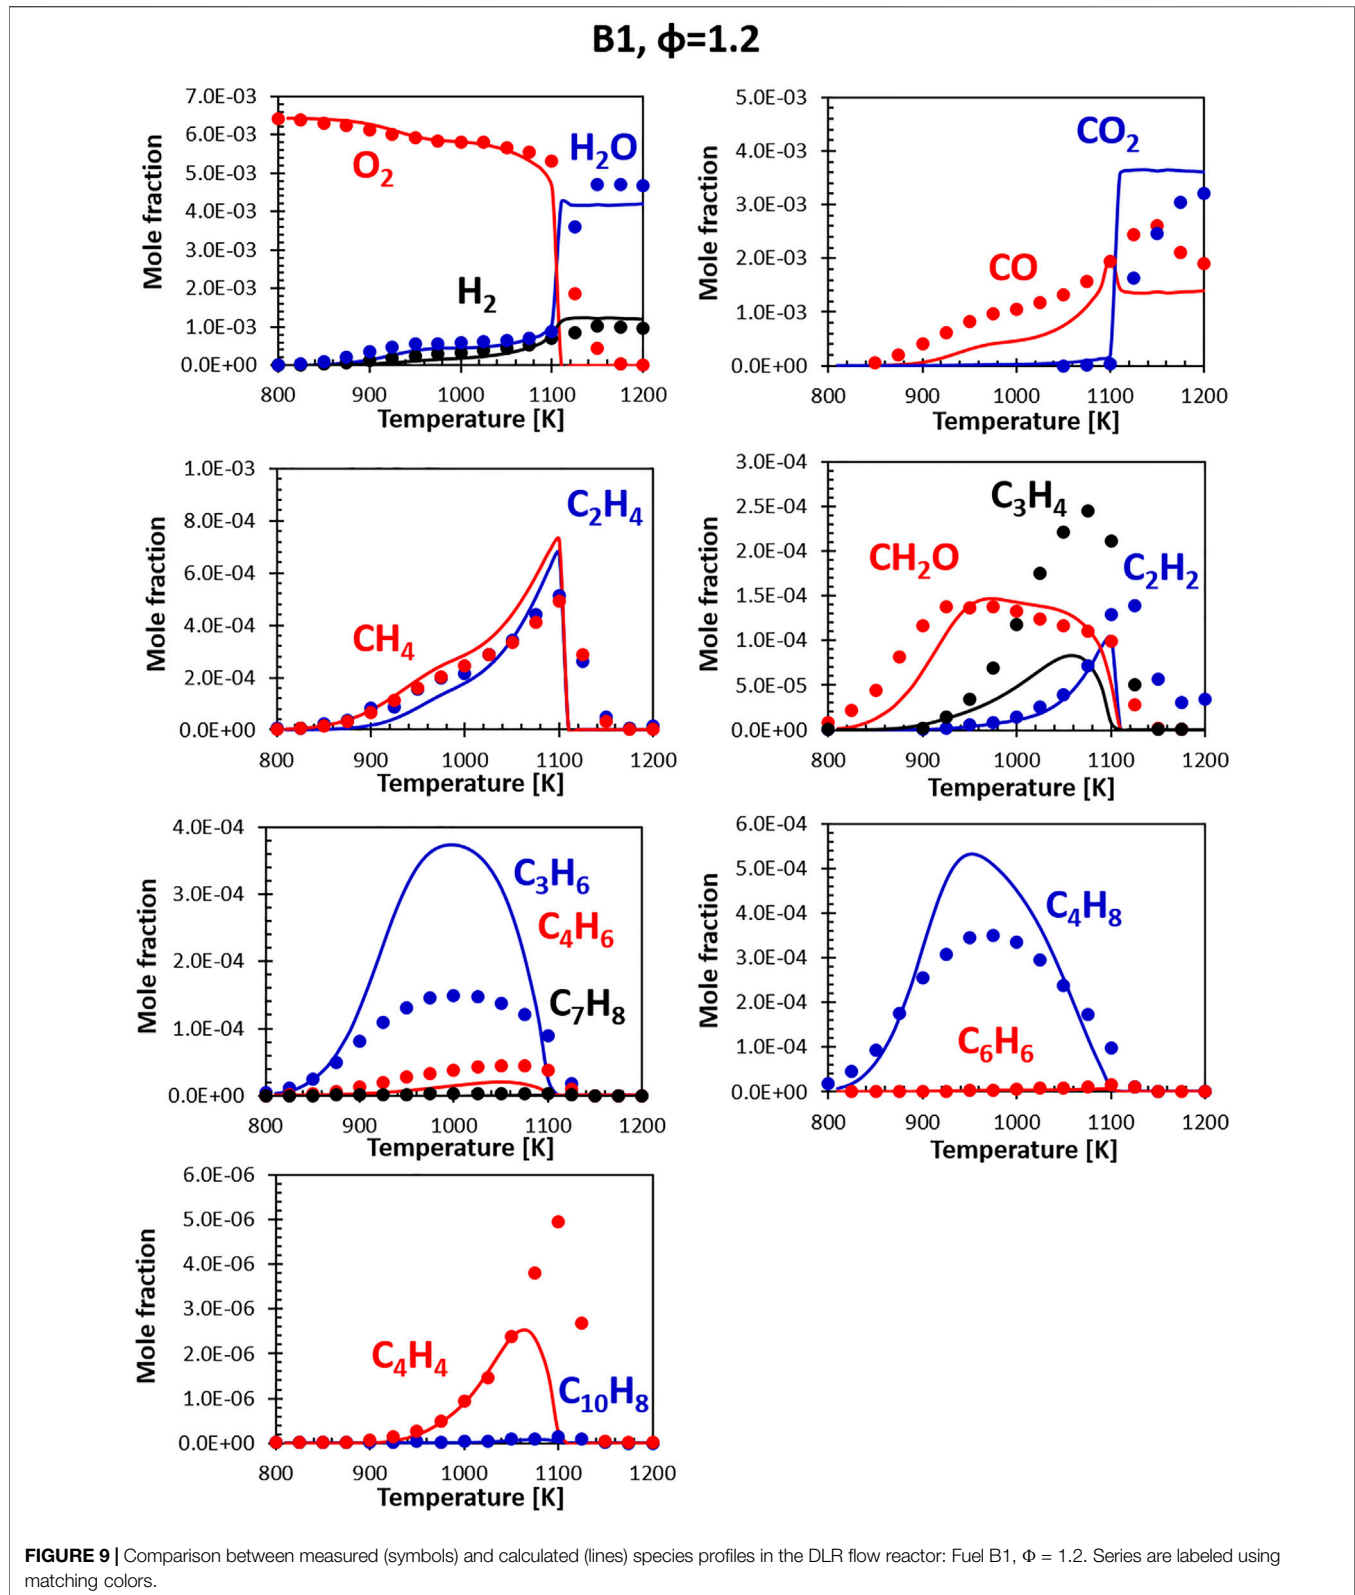 B1, ϕ=1.2
7.0E-03
6.0E-03
5.0E-03
4.0E-03
3.0E-03
2.0E-03
1.0E-03
0.0E+00
Mole fraction
O2
H2O
H2
800 900 1000 1100 1200
Temperature [K]
5.0E-03
4.0E-03
3.0E-03
2.0E-03
1.0E-03
0.0E+00
Mole fraction
CO2
CO
800 900 1000 1100 1200
Temperature [K]
1.0E-03
8.0E-04
6.0E-04
4.0E-04
2.0E-04
0.0E+00
Mole fraction
C2H4
CH4
800 900 1000 1100 1200
Temperature [K]
3.0E-04
2.5E-04
2.0E-04
1.5E-04
1.0E-04
5.0E-05
0.0E+00
Mole fraction
C3H4
CH2O
C2H2
800 900 1000 1100 1200
Temperature [K]
4.0E-04
3.0E-04
2.0E-04
1.0E-04
0.0E+00
Mole fraction
C3H6
C4H6
C7H8
800 900 1000 1100 1200
Temperature [K]
6.0E-04
5.0E-04
4.0E-04
3.0E-04
2.0E-04
1.0E-04
0.0E+00
Mole fraction
C4H8
C6H6
800 900 1000 1100 1200
Temperature [K]
6.0E-06
5.0E-06
4.0E-06
3.0E-06
2.0E-06
1.0E-06
0.0E+00
Mole fraction
C4H4
C10H8
800 900 1000 1100 1200
Temperature [K]
FIGURE 9 | Comparison between measured (symbols) and calculated (lines) species profiles in the DLR flow reactor: Fuel B1, Φ = 1.2. Series are labeled using
matching colors.